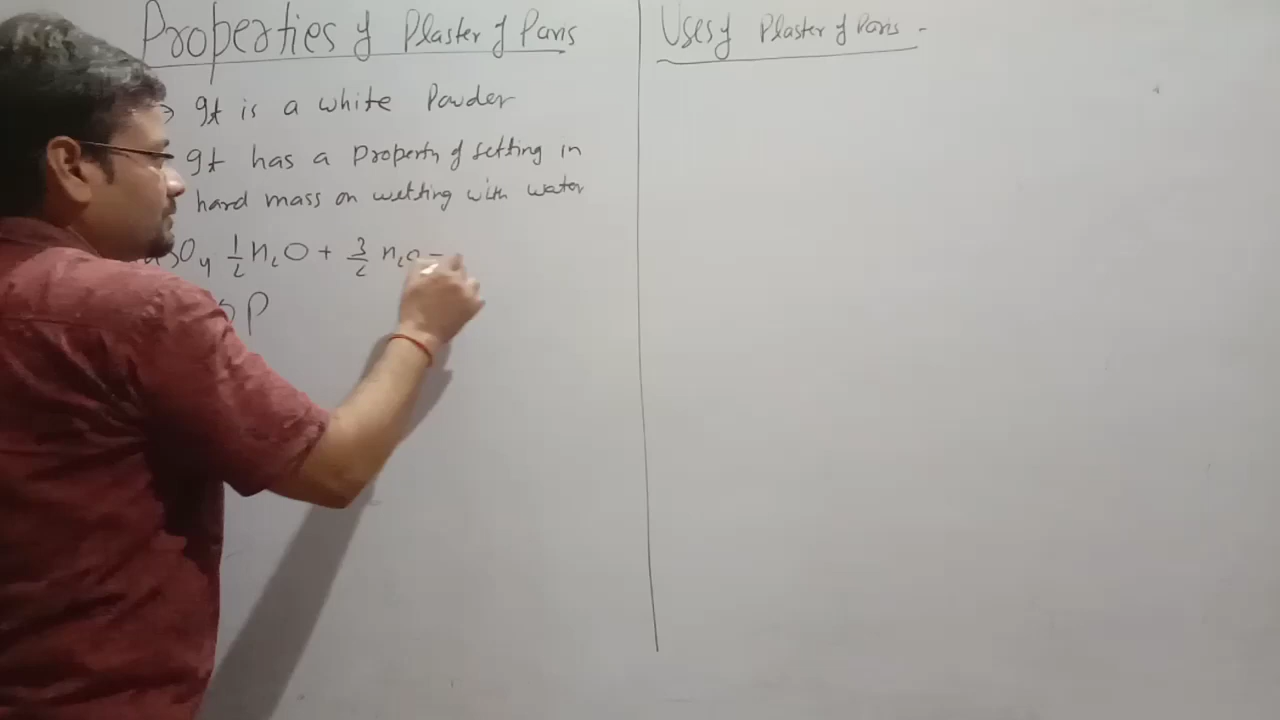 Properties of Plaster of Paris
→ It is a white Powder
It has a Property of setting in
hard mass on wetting with water
SO4 1/2 H2O + 3/2 H2O -
P
Uses of Plaster of Paris -